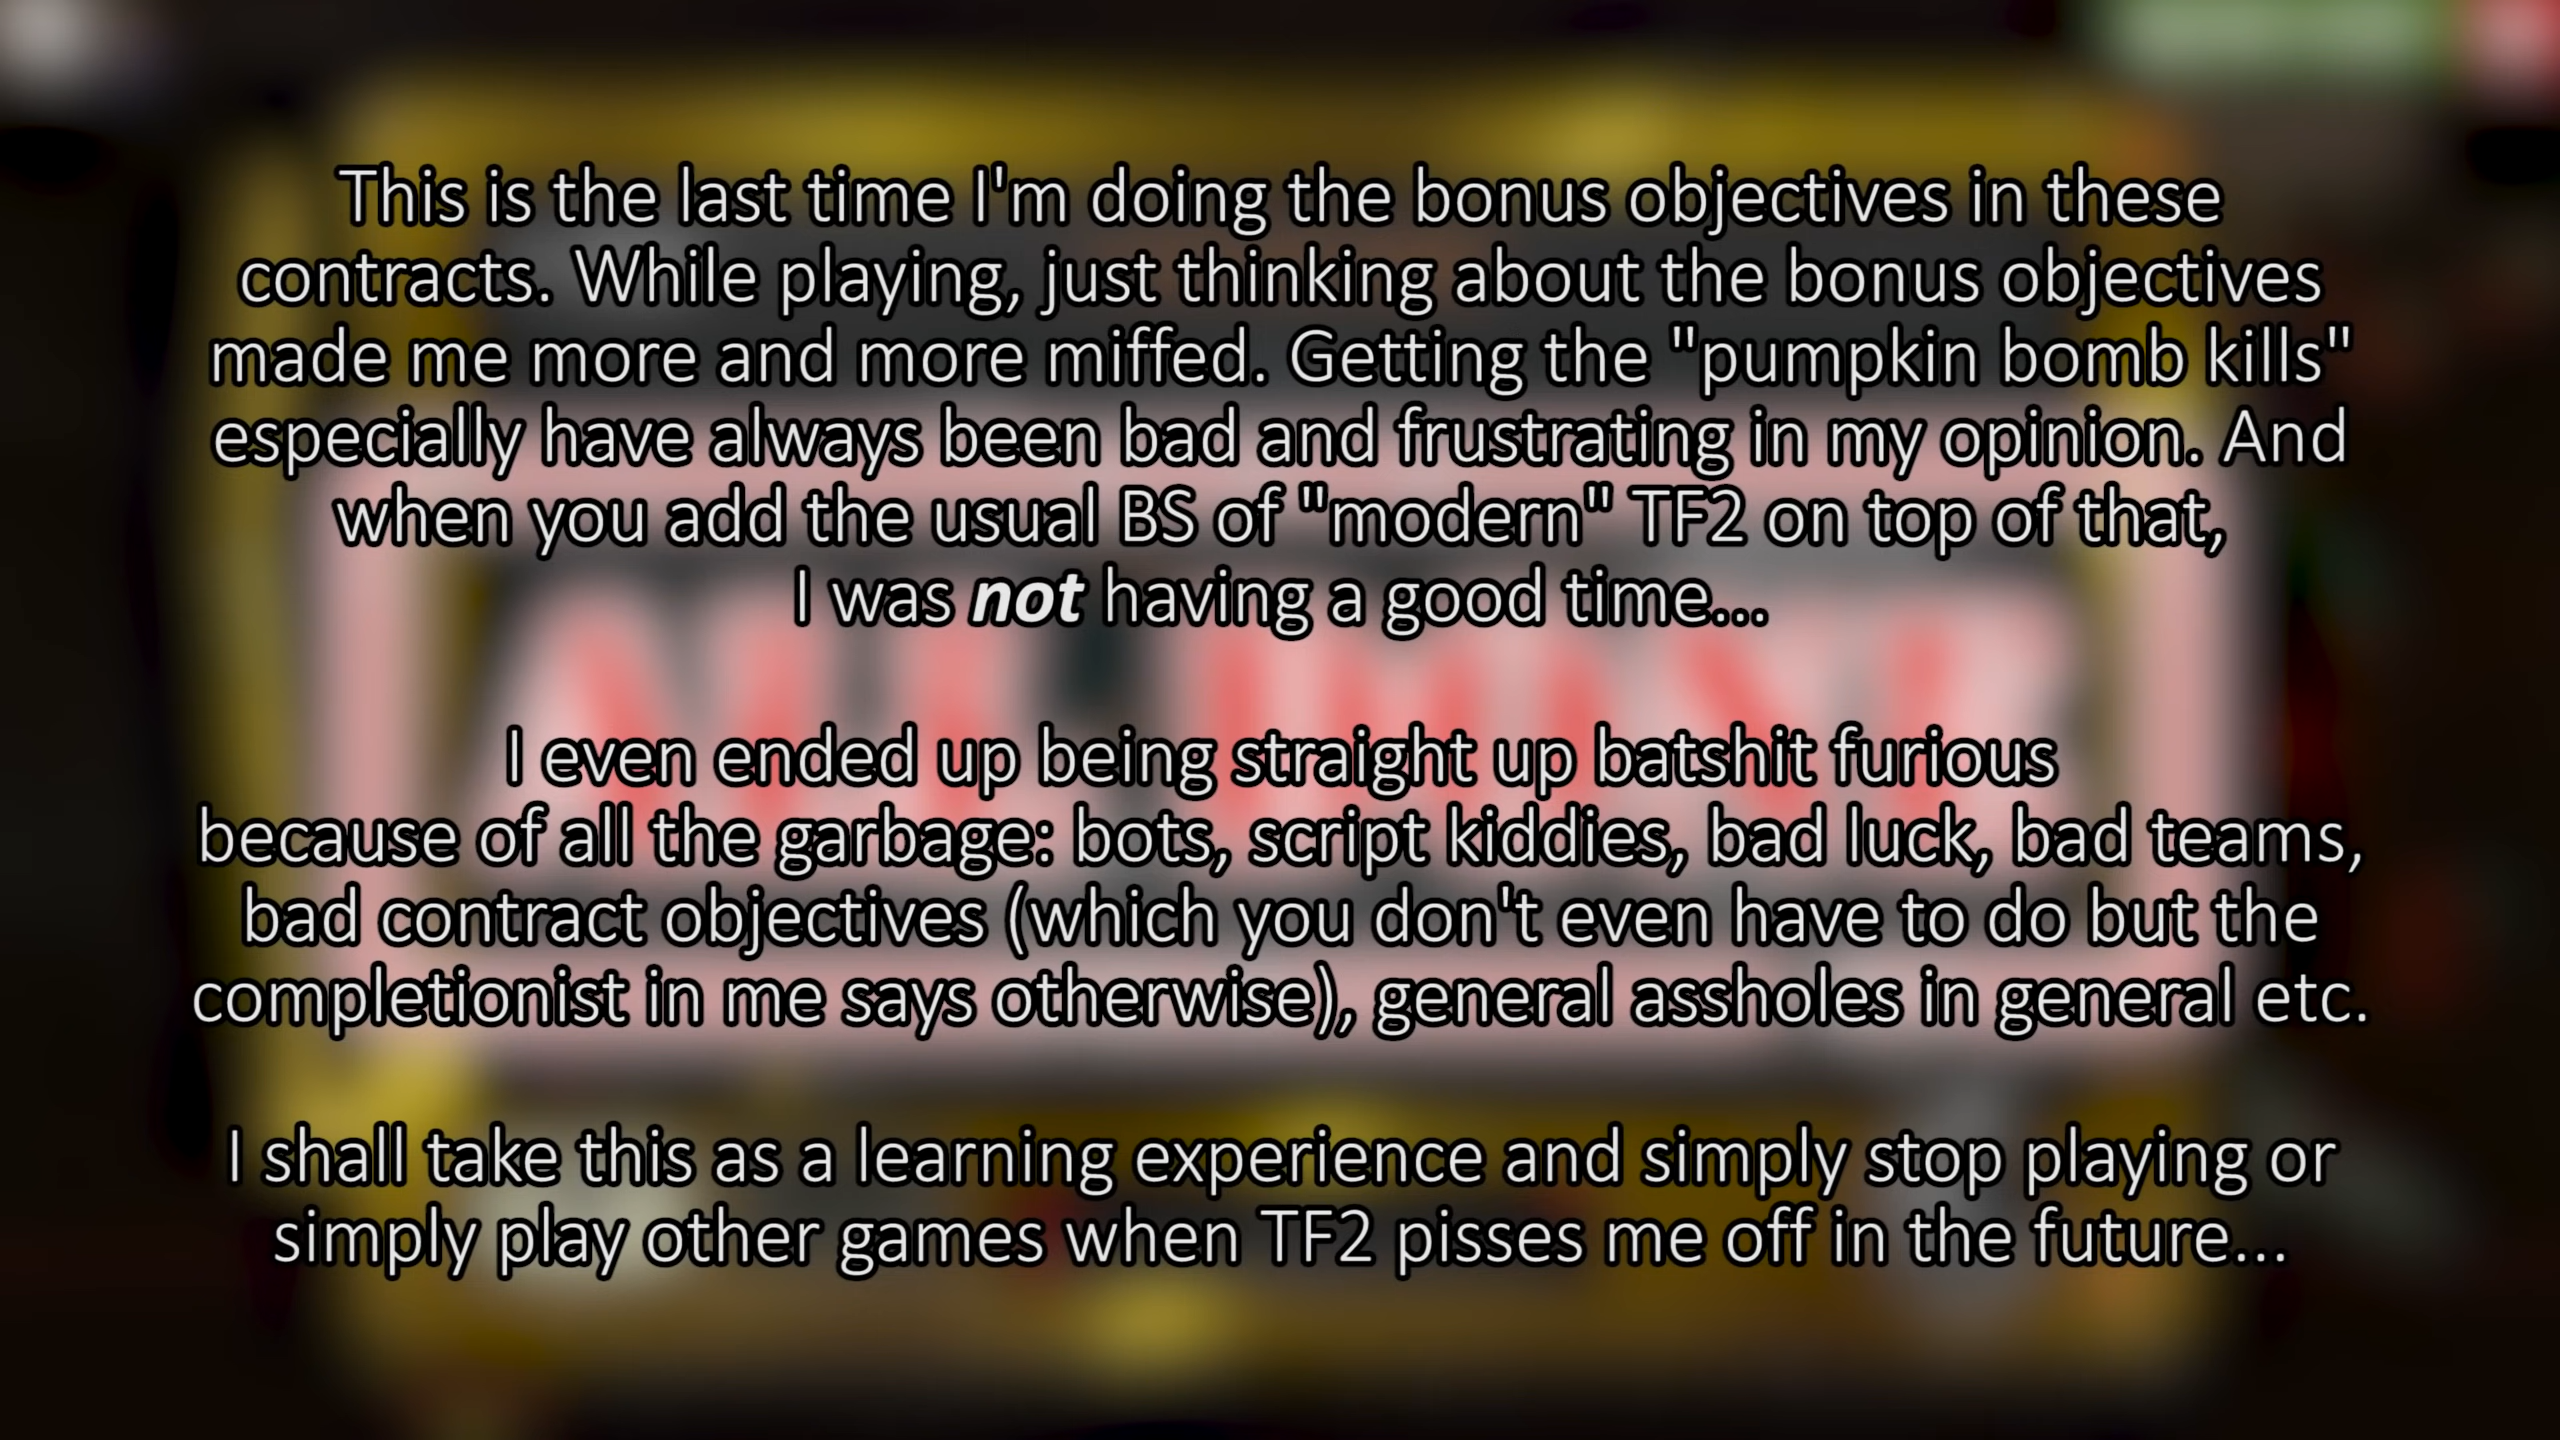 This is the last time I'm doing the bonus objectives in these
contracts. While playing, just thinking about the bonus objectives
made me more and more miffed. Getting the "pumpkin bomb kills"
especially have always been bad and frustrating in my opinion. And
when you add the usual BS of "modern" TF2 on top of that,
I was not having a good time...
I even ended up being straight up batshit furious
because of all the garbage: bots, script kiddies, bad luck, bad teams,
bad contract objectives (which you don't even have to do but the
completionist in me says otherwise), general assholes in general etc.
I shall take this as a learning experience and simply stop playing or
simply play other games when TF2 pisses me off in the future...